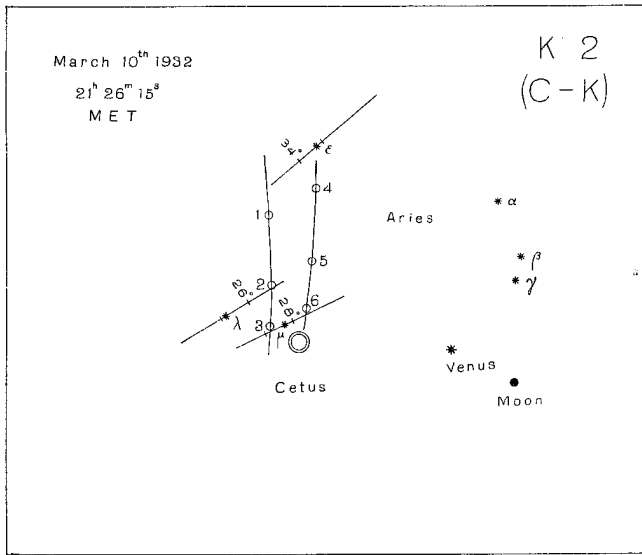 K 2
(C-K)
March 10th 1932
21h 26m 15s
MET
34° ε
4
1
Aries
α
β
γ
5
2
26°
6
26°
λ
3
μ
Venus
Cetus
Moon